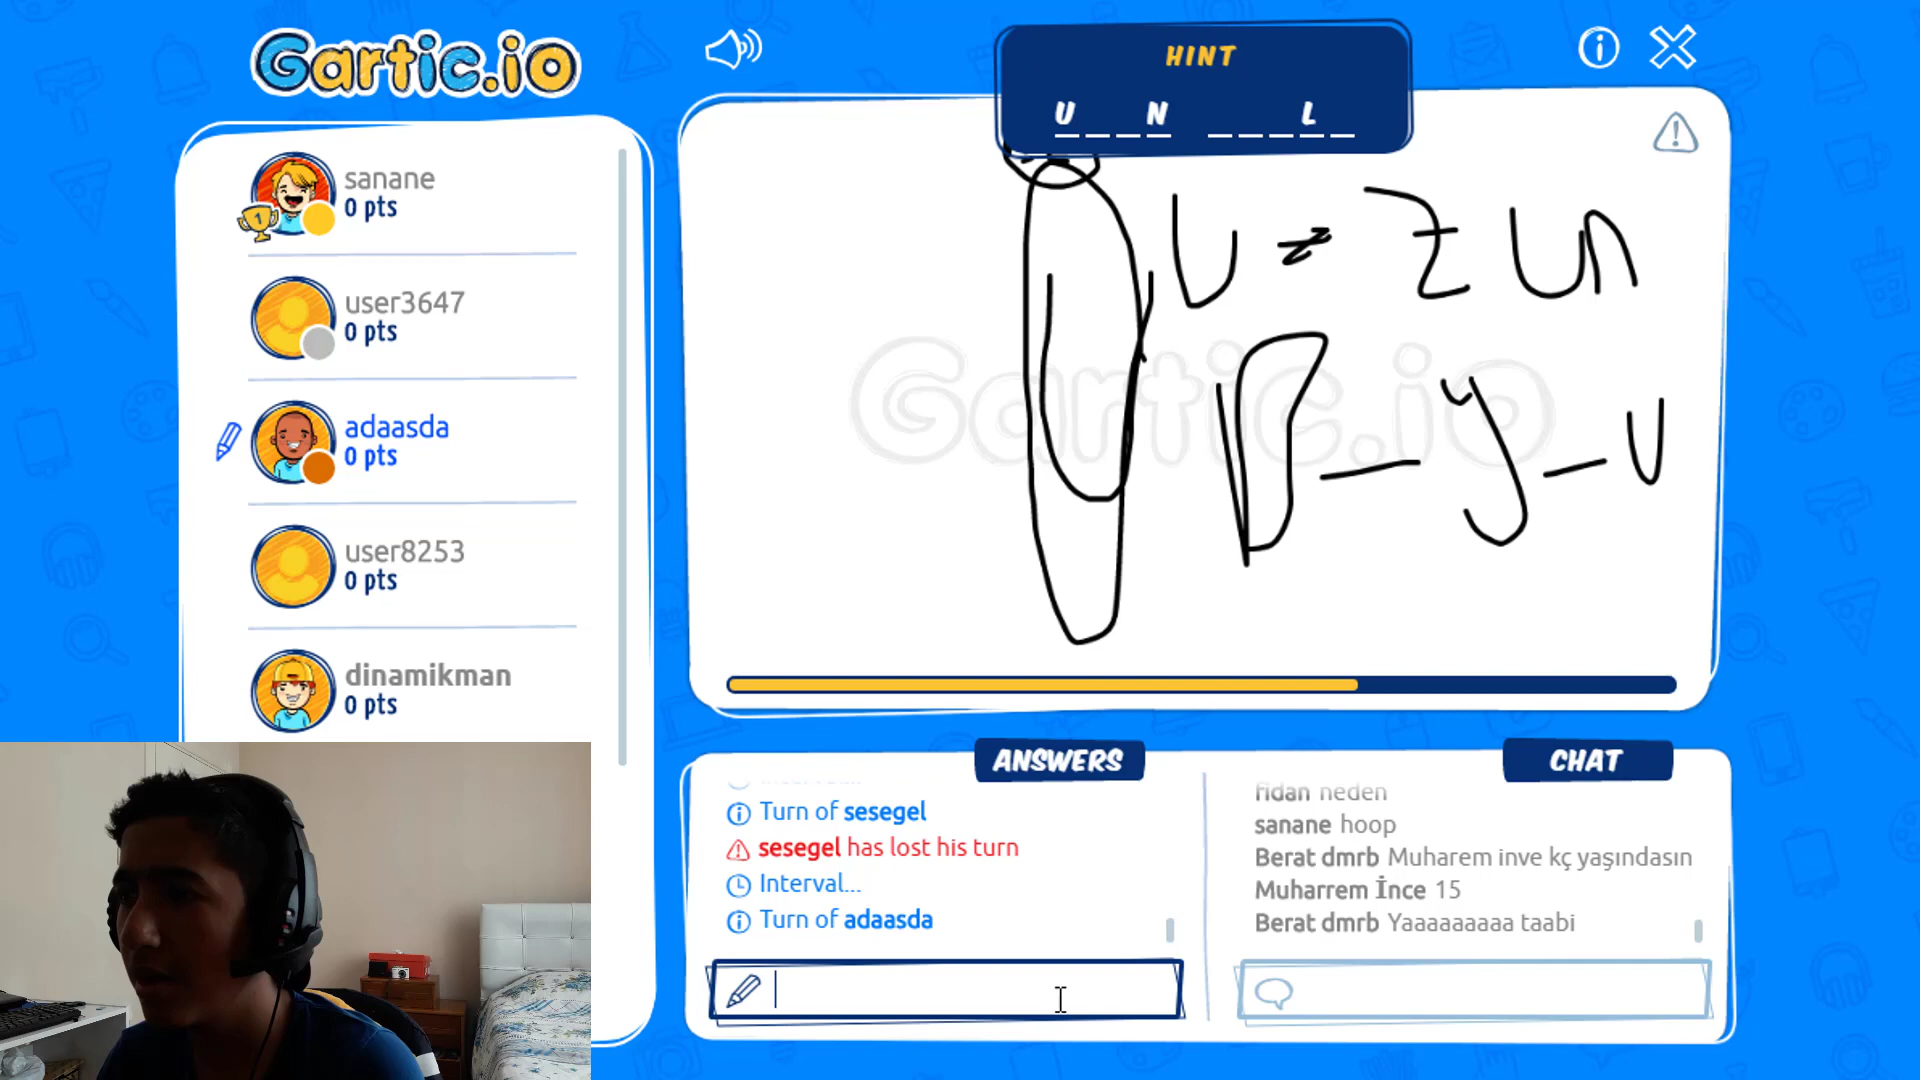 Gartic.io
HINT
U _ _ N _ _ _ L _
sanane
0 pts
user3647
0 pts
adaasda
0 pts
user8253
0 pts
dinamikman
0 pts
Gartic.io
U z Z U n
B _ y _ U
ANSWERS
Turn of sesegel
sesegel has lost his turn
Interval...
Turn of adaasda
CHAT
fidan neden
sanane hoop
Berat dmrb Muharem inve kç yaşındasın
Muharrem İnce 15
Berat dmrb Yaaaaaaaaa taabi